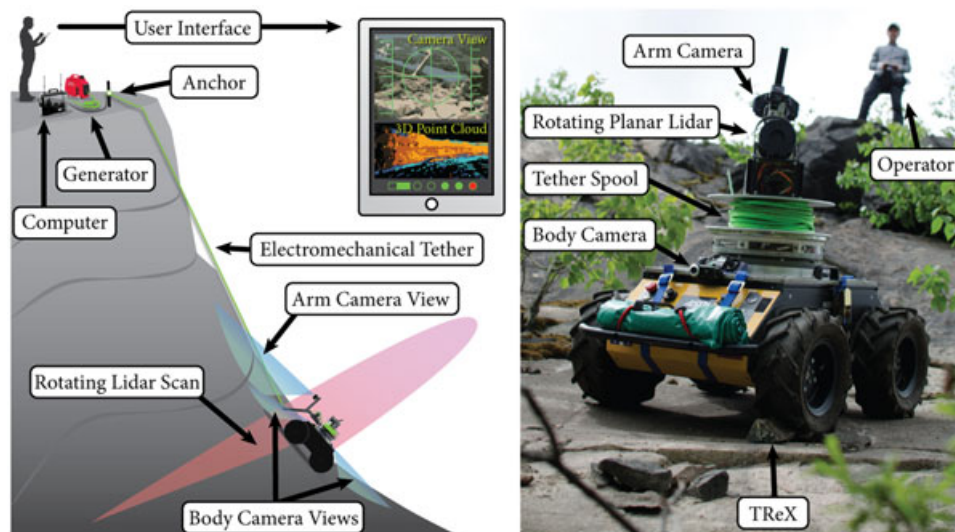 User Interface
Anchor
Generator
Computer
Electromechanical Tether
Arm Camera View
Rotating Lidar Scan
Body Camera Views
Camera View
3D Point Cloud
Arm Camera
Rotating Planar Lidar
Operator
Tether Spool
Body Camera
TReX